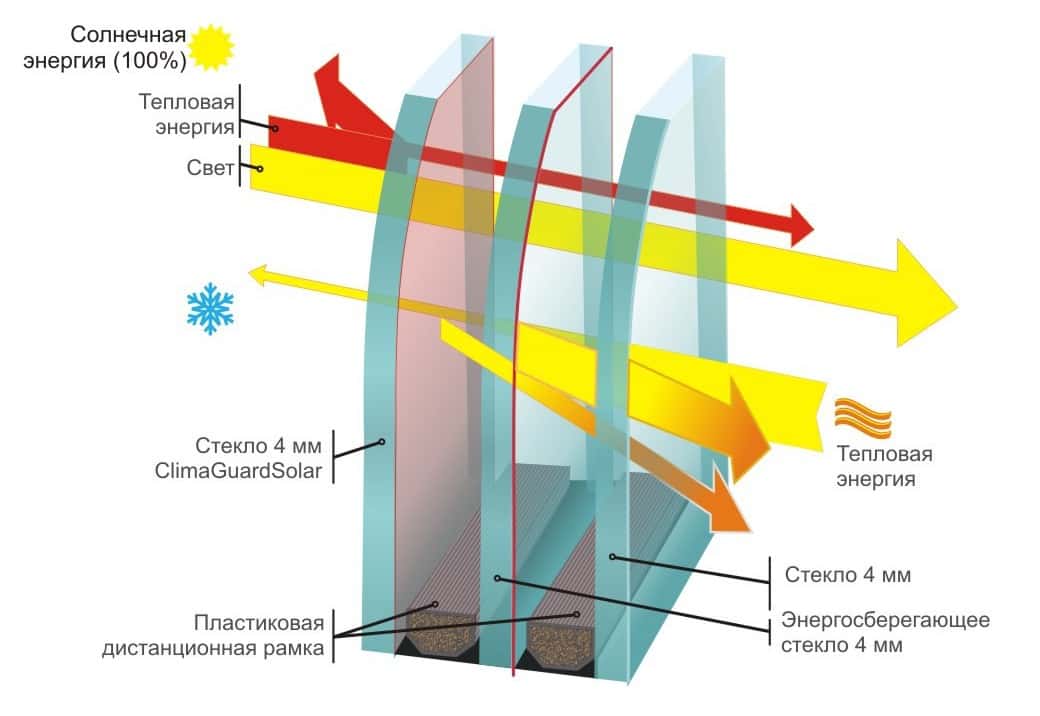 Солнечная
энергия (100%)
Тепловая
энергия
Свет
Стекло 4 мм
ClimaGuardSolar
Тепловая
энергия
Стекло 4 мм
Пластиковая
дистанционная рамка
Энергосберегающее
стекло 4 мм